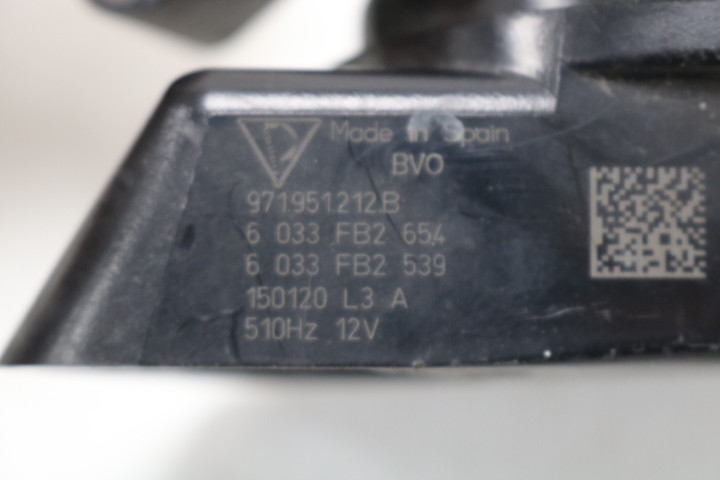 Made in Spain
BVO
971951212B
6 033 FB2 654
6 033 FB2 539
150120 L3 A
510Hz 12V